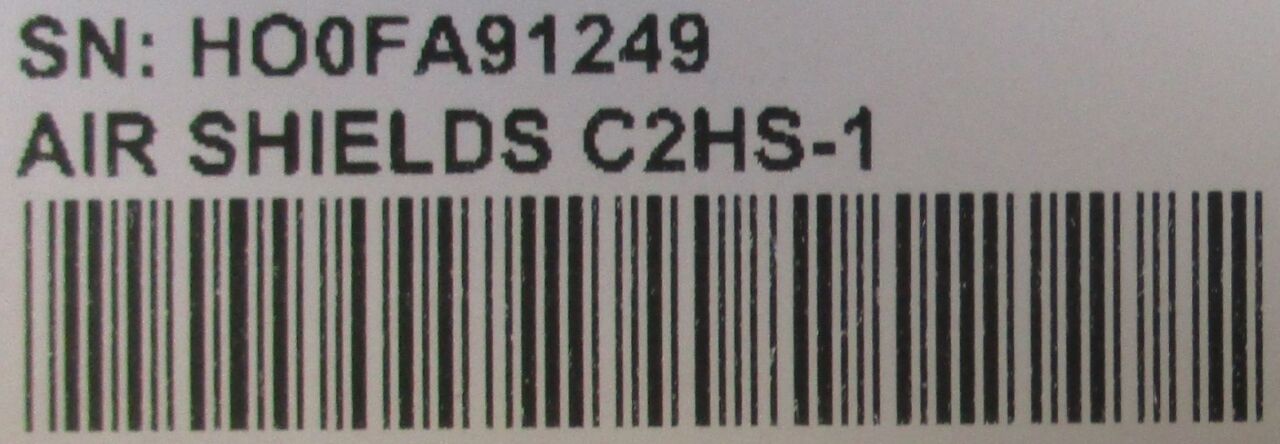 SN: HO0FA91249
AIR SHIELDS C2HS-1